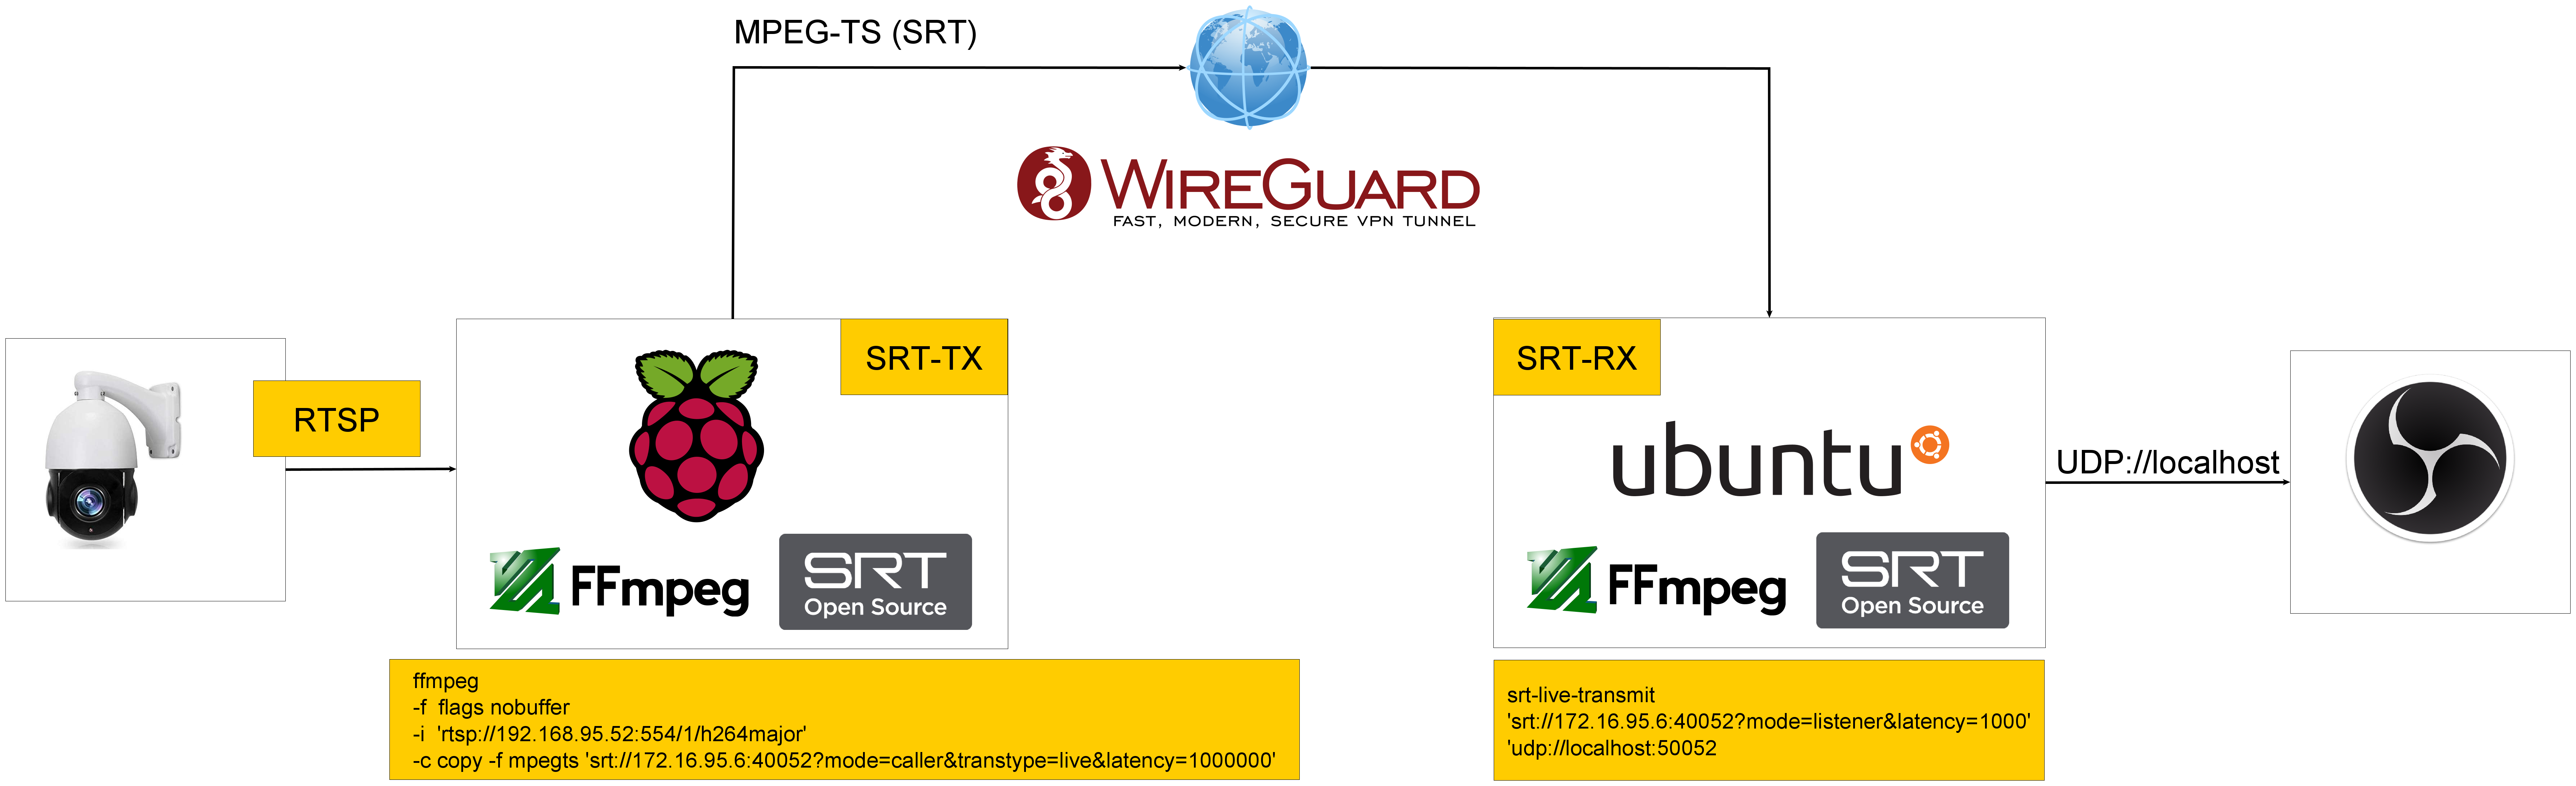 MPEG-TS (SRT)
WIREGUARD
FAST, MODERN, SECURE VPN TUNNEL
RTSP
SRT-TX
FFmpeg
SRT
Open Source
ffmpeg
-f  flags nobuffer
-i  'rtsp://192.168.95.52:554/1/h264major'
-c copy -f mpegts 'srt://172.16.95.6:40052?mode=caller&transtype=live&latency=1000000'
SRT-RX
ubuntu
FFmpeg
SRT
Open Source
srt-live-transmit
'srt://172.16.95.6:40052?mode=listener&latency=1000'
'udp://localhost:50052
UDP://localhost